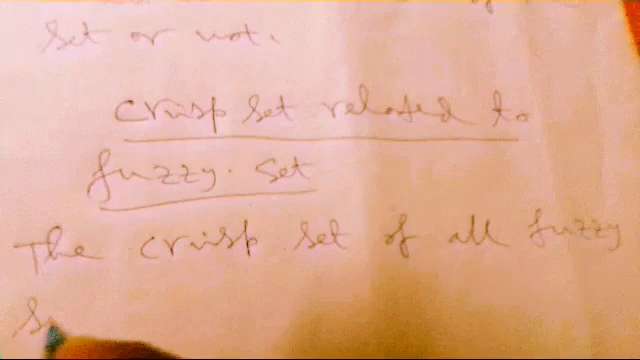 set or not.
crisp set related to
fuzzy. set
The crisp set of all fuzzy
s